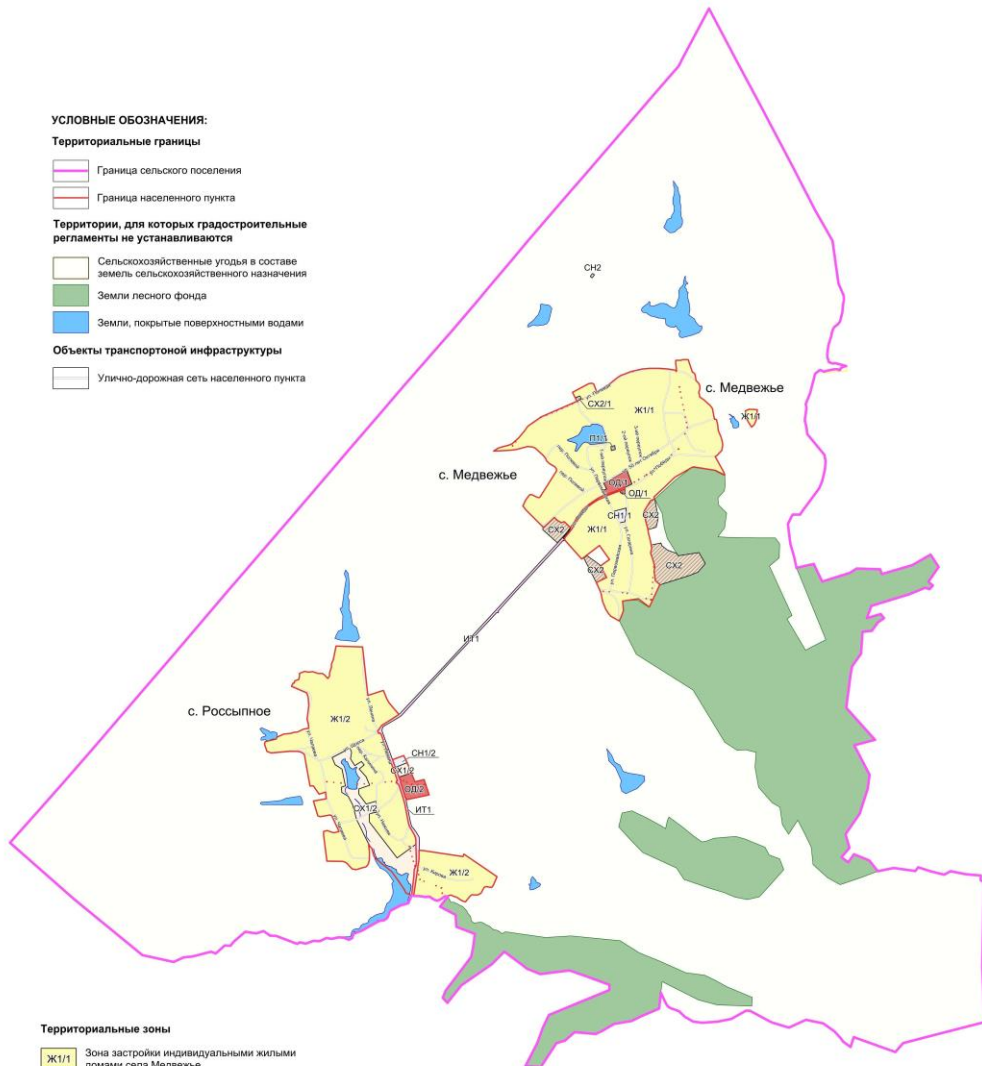 УСЛОВНЫЕ ОБОЗНАЧЕНИЯ:
Территориальные границы
Граница сельского поселения
Граница населенного пункта
Территории, для которых градостроительные
регламенты не устанавливаются
Сельскохозяйственные угодья в составе
земель сельскохозяйственного назначения
Земли лесного фонда
Земли, покрытые поверхностными водами
Объекты транспортоной инфраструктуры
Улично-дорожная сеть населенного пункта
СН2
с. Медвежье
СХ2/1
Ж1/1
Ж1/1
П1/1
с. Медвежье
ОД/1
ОД/1
СН1/1
СХ2
Ж1/1
СХ2
СХ2
СХ2
ИТ1
с. Россыпное
Ж1/2
СН1/2
СХ1/2
ОД/2
СХ1/2
ИТ1
Ж1/2
Территориальные зоны
Ж1/1
Зона застройки индивидуальными жилыми
домами села Медвежье